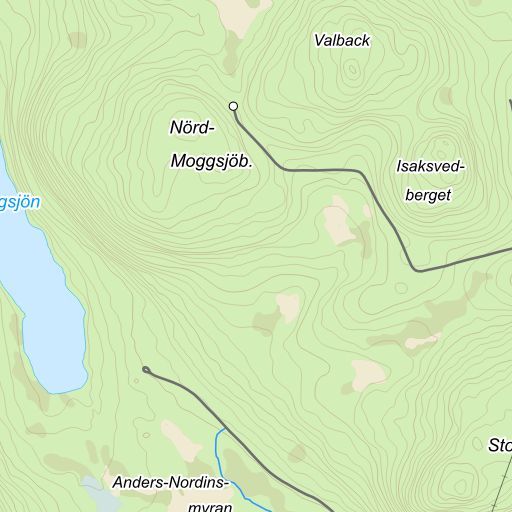 Valback
Nörd-
Moggsjöb.
Isaksved-
berget
gsjön
Sto
Anders-Nordins-
myran